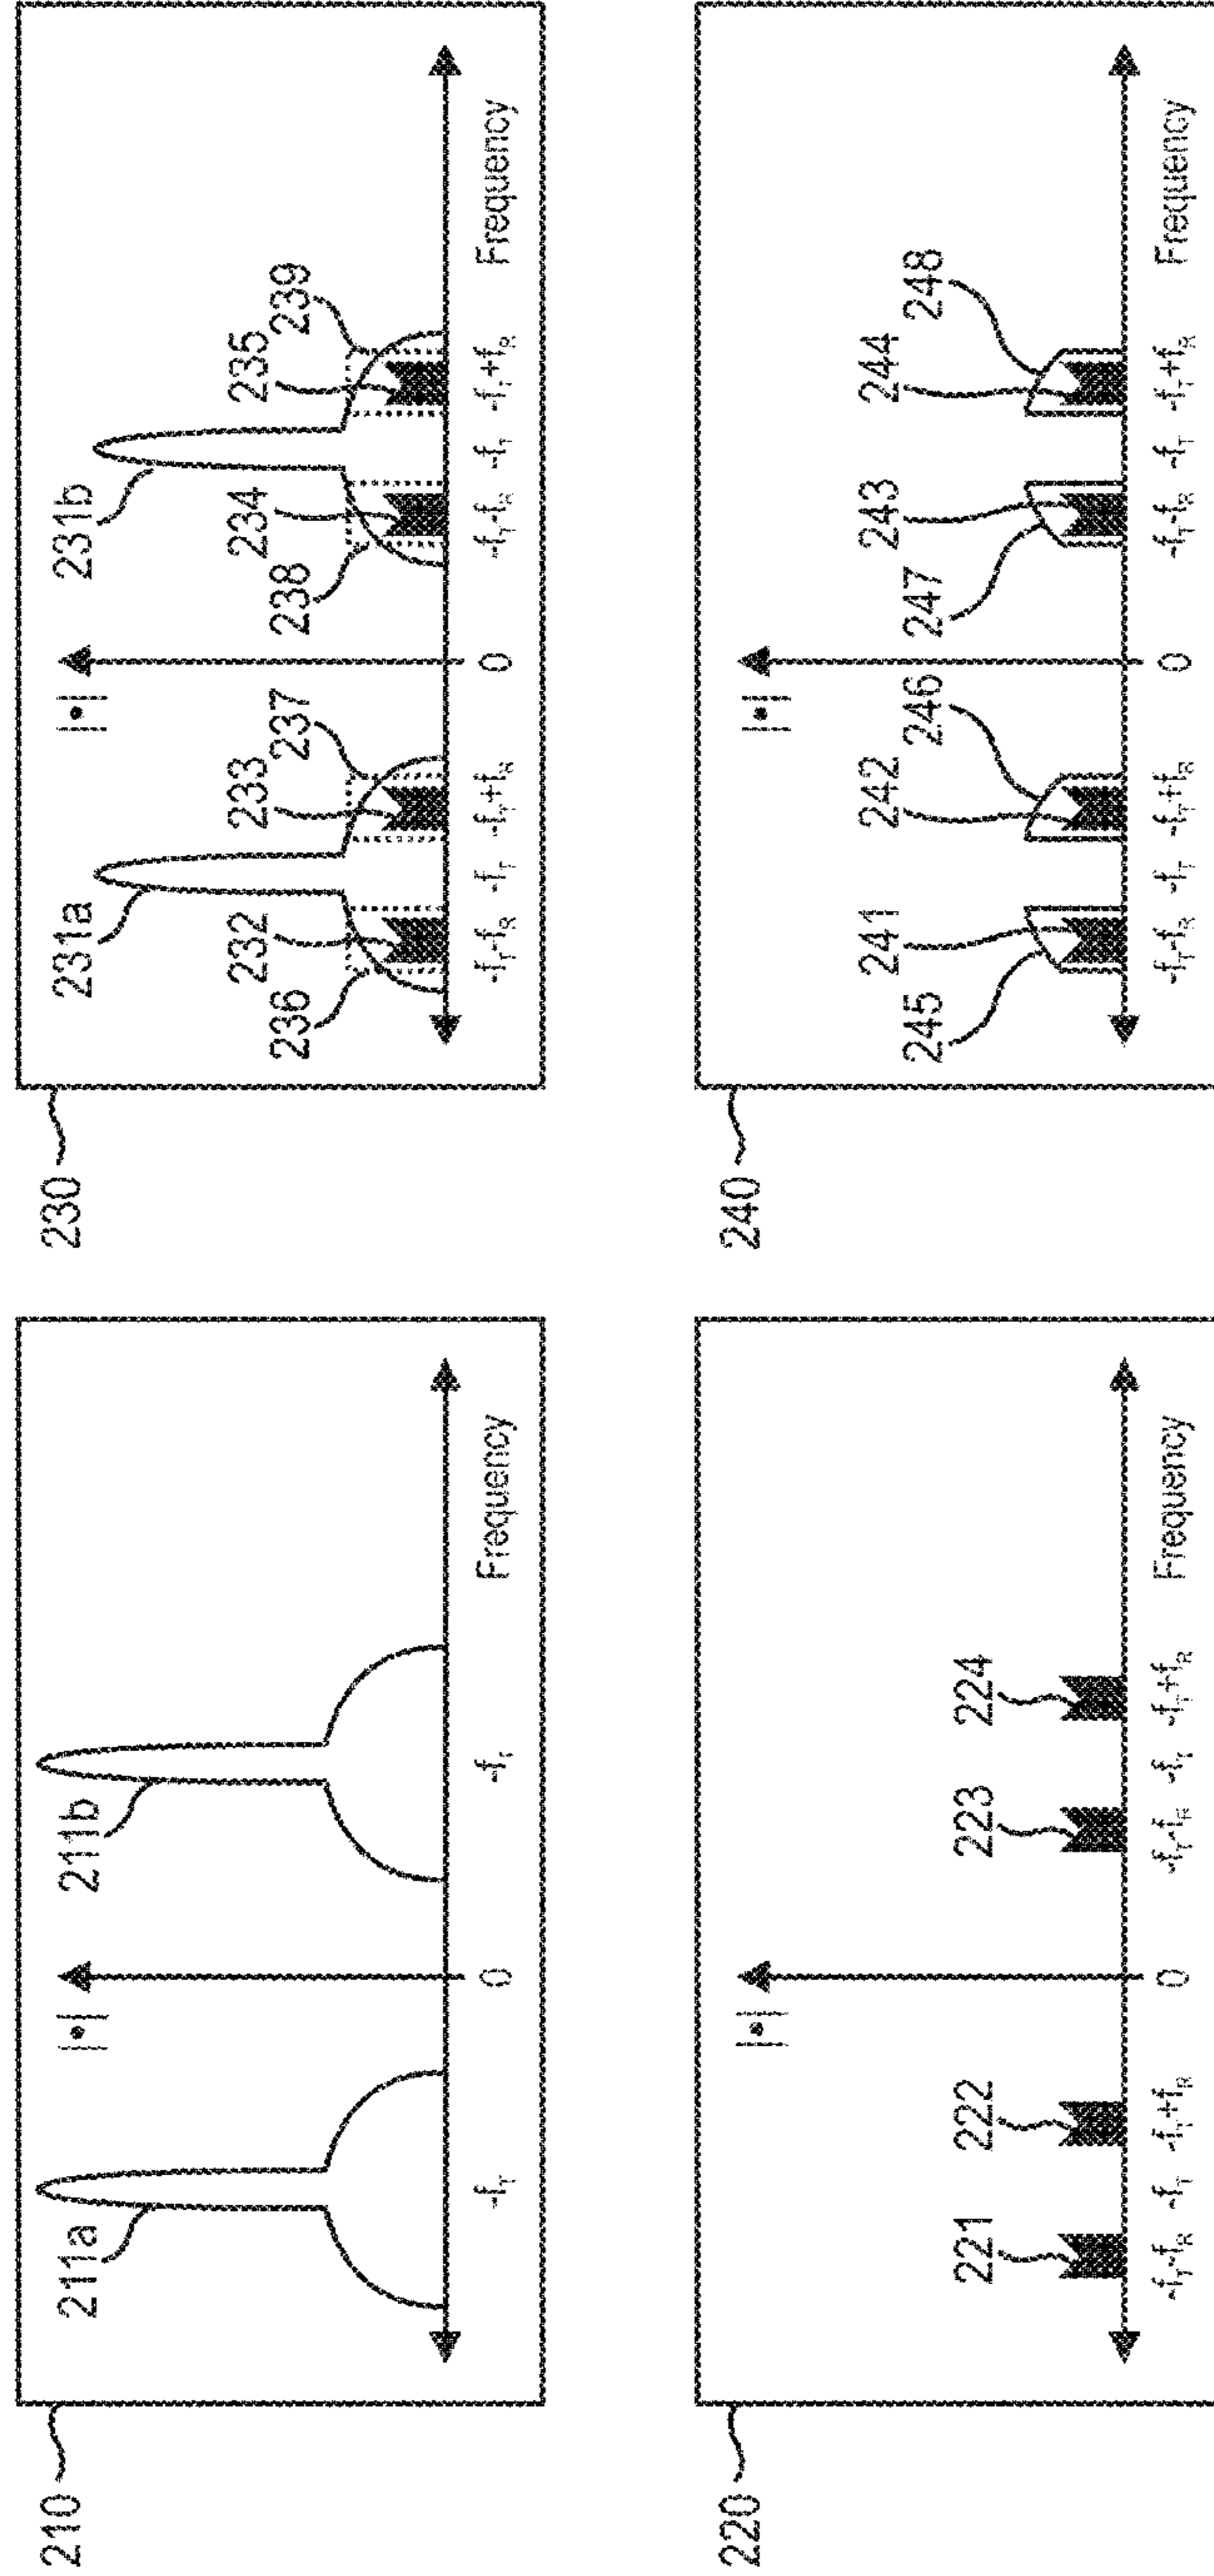 210
|•|
211a
211b
-fT
0
-fT
Frequency
220
|•|
221
222
223
224
-fT-fR
-fT
-fT+fR
0
-fT-fR
-fT
-fT+fR
Frequency
230
|•|
231a
231b
232
233
234
235
236
237
238
239
-fT-fR
-fT
-fT+fR
0
-fT-fR
-fT
-fT+fR
Frequency
240
|•|
241
242
243
244
245
246
247
248
-fT-fR
-fT
-fT+fR
0
-fT-fR
-fT
-fT+fR
Frequency